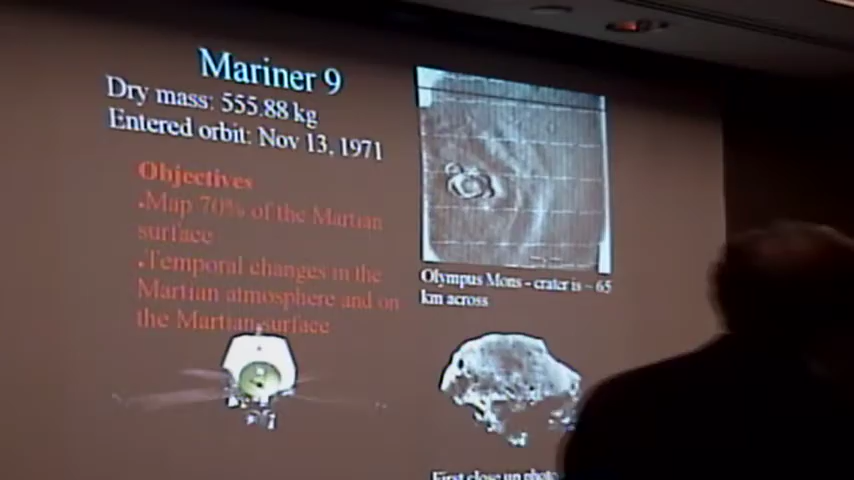 Mariner 9
Dry mass: 555.88 kg
Entered orbit: Nov 13, 1971
Objectives
•Map 70% of the Martian
surface
•Temporal changes in the
Martian atmosphere and on
the Martian surface
Olympus Mons - crater is ~ 65
km across
First close up photo